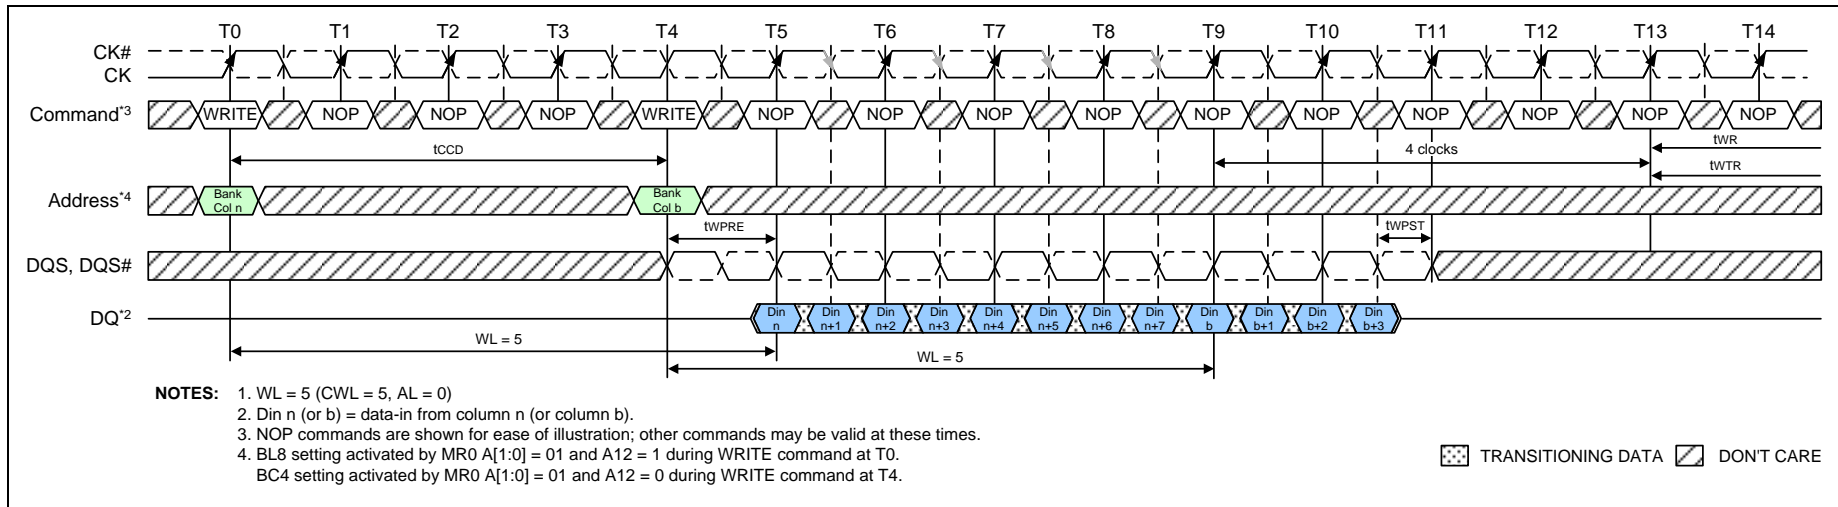 T0 T1 T2 T3 T4 T5 T6 T7 T8 T9 T10 T11 T12 T13 T14
CK#
CK
Command*3 WRITE NOP NOP NOP WRITE NOP NOP NOP NOP NOP NOP NOP NOP NOP NOP
tCCD 4 clocks tWR
tWTR
Address*4 Bank Col n Bank Col b
tWPRE tWPST
DQS, DQS#
DQ*2 Din n Din n+1 Din n+2 Din n+3 Din n+4 Din n+5 Din n+6 Din n+7 Din b Din b+1 Din b+2 Din b+3
WL = 5 WL = 5
NOTES: 1. WL = 5 (CWL = 5, AL = 0)
2. Din n (or b) = data-in from column n (or column b).
3. NOP commands are shown for ease of illustration; other commands may be valid at these times.
4. BL8 setting activated by MR0 A[1:0] = 01 and A12 = 1 during WRITE command at T0.
BC4 setting activated by MR0 A[1:0] = 01 and A12 = 0 during WRITE command at T4.
TRANSITIONING DATA DON'T CARE